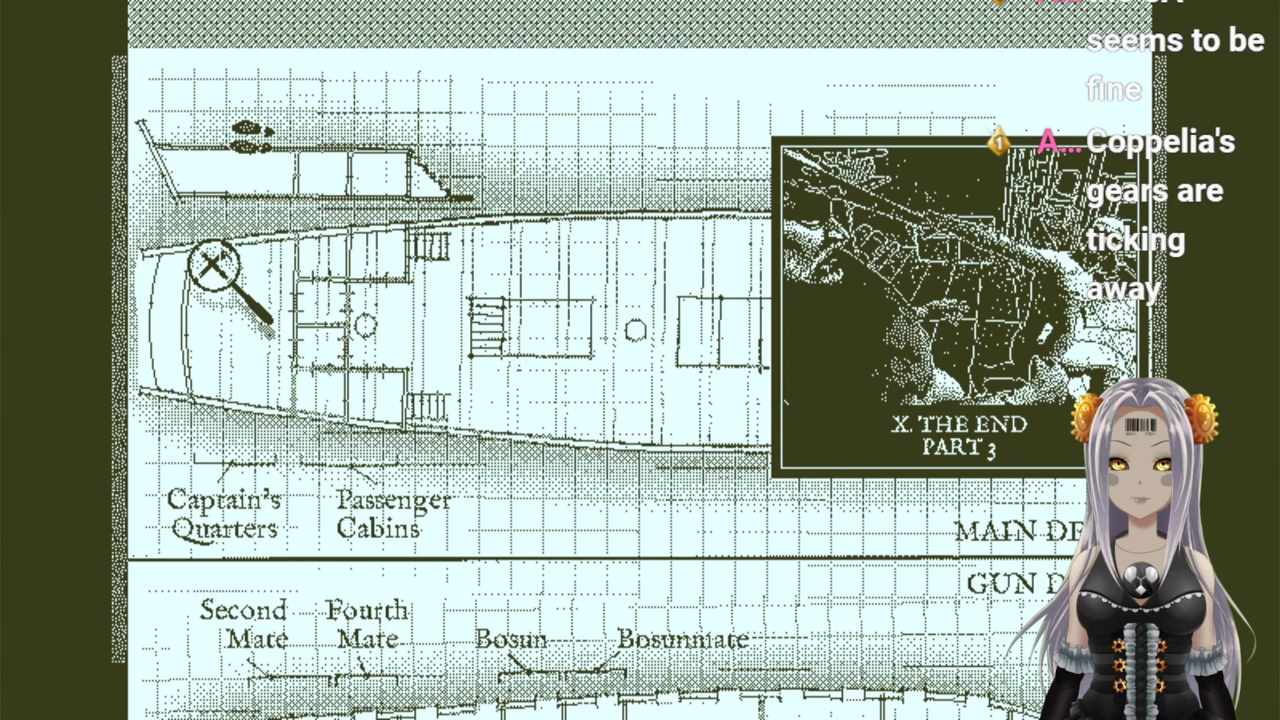 seems to be
fine
A... Coppelia's
gears are
ticking
away
X. THE END
PART 3
Captain's
Quarters
Passenger
Cabins
MAIN DE
GUN D
Second
Mate
Fourth
Mate
Bosun
Bosunmate